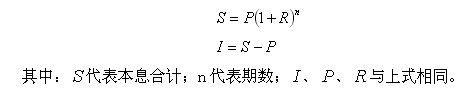 S = P(1+R)ⁿ
I = S − P
其中：S代表本息合计；n代表期数；I、P、R与上式相同。